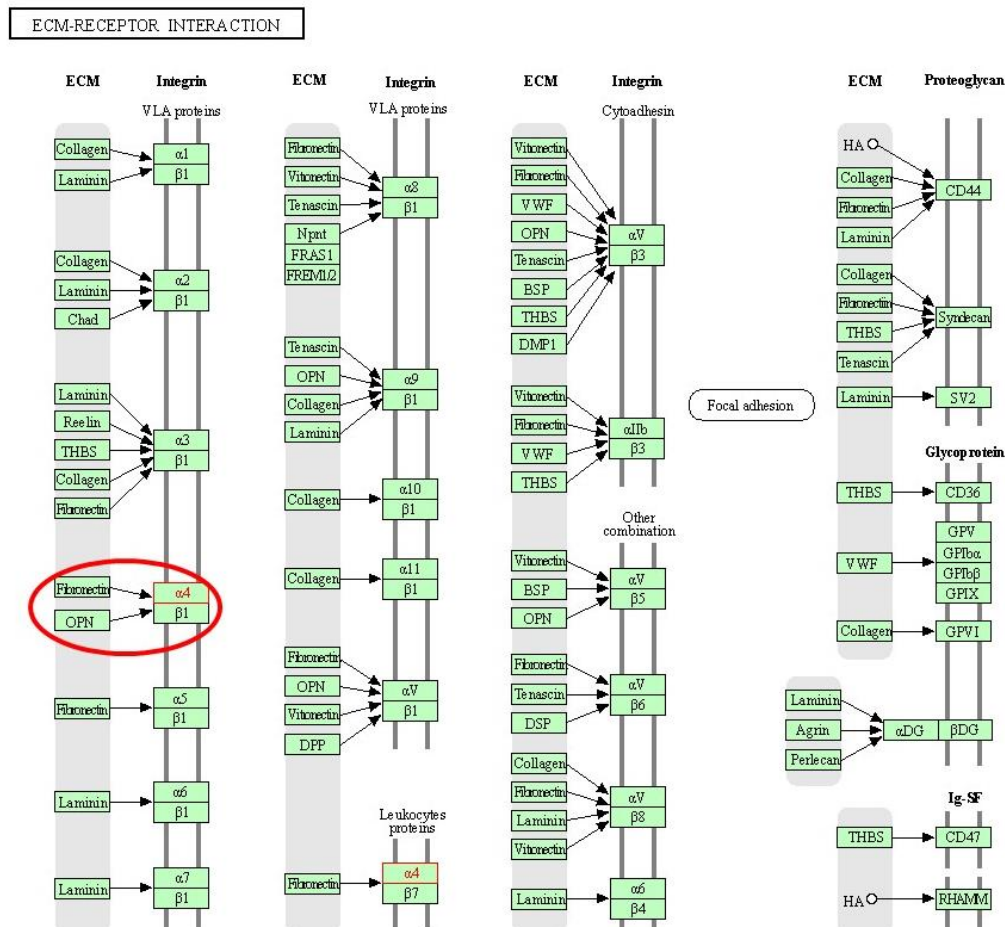 ECM-RECEPTOR INTERACTION
ECM
Integrin
VLA proteins
Collagen
Laminin
α1
β1
Collagen
Laminin
Chad
α2
β1
Laminin
Reelin
THBS
Collagen
Fibronectin
α3
β1
Fibronectin
OPN
α4
β1
Fibronectin
α5
β1
Laminin
α6
β1
Laminin
α7
β1
ECM
Integrin
VLA proteins
Fibronectin
Vitronectin
Tenascin
Npnt
FRAS1
FREM1/2
α8
β1
Tenascin
OPN
Collagen
Laminin
α9
β1
Collagen
α10
β1
Collagen
α11
β1
Fibronectin
OPN
Vitronectin
DPP
αV
β1
Leukocytes
proteins
Fibronectin
α4
β7
ECM
Integrin
Cytoadhesin
Vitronectin
Fibronectin
VWF
OPN
Tenascin
BSP
THBS
DMP1
αV
β3
Vitronectin
Fibronectin
VWF
THBS
αIIb
β3
Other
combination
Vitronectin
BSP
OPN
αV
β5
Fibronectin
Tenascin
DSP
αV
β6
Collagen
Fibronectin
Laminin
Vitronectin
αV
β8
Laminin
α6
β4
Focal adhesion
ECM
Proteoglycan
HA
Collagen
Fibronectin
Laminin
CD44
Collagen
Fibronectin
THBS
Tenascin
Syndecan
Laminin
SV2
Glycoprotein
THBS
CD36
VWF
GPV
GPIbα
GPIbβ
GPIX
Collagen
GPVI
Laminin
Agrin
Perlecan
αDG
βDG
Ig-SF
THBS
CD47
HA
RHAMM